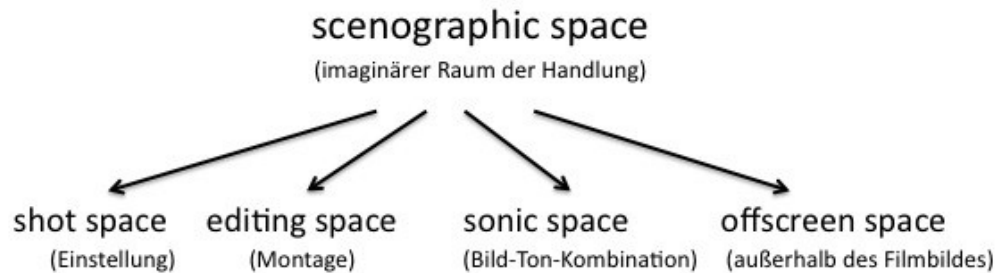 scenographic space
(imaginärer Raum der Handlung)
shot space editing space sonic space offscreen space
(Einstellung) (Montage) (Bild-Ton-Kombination) (außerhalb des Filmbildes)